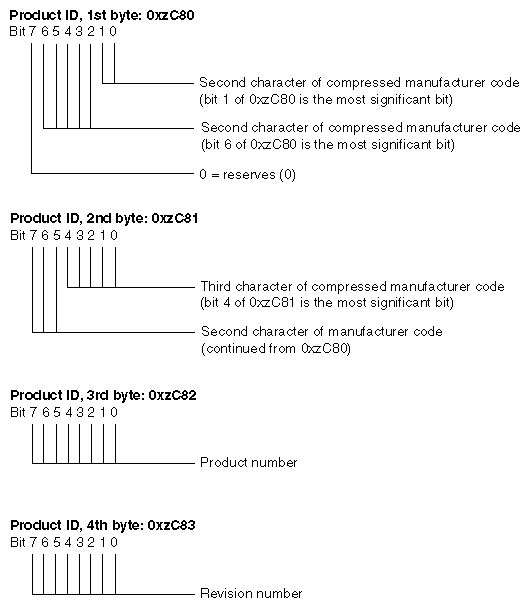 Product ID, 1st byte: 0xzC80
Bit 7 6 5 4 3 2 1 0
Second character of compressed manufacturer code
(bit 1 of 0xzC80 is the most significant bit)
Second character of compressed manufacturer code
(bit 6 of 0xzC80 is the most significant bit)
0 = reserves (0)
Product ID, 2nd byte: 0xzC81
Bit 7 6 5 4 3 2 1 0
Third character of compressed manufacturer code
(bit 4 of 0xzC81 is the most significant bit)
Second character of manufacturer code
(continued from 0xzC80)
Product ID, 3rd byte: 0xzC82
Bit 7 6 5 4 3 2 1 0
Product number
Product ID, 4th byte: 0xzC83
Bit 7 6 5 4 3 2 1 0
Revision number